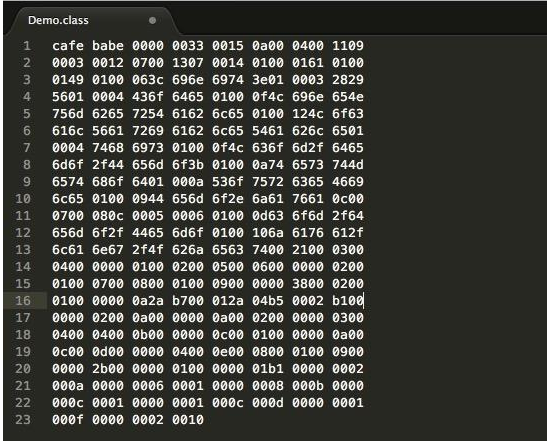 Demo.class
1 cafe babe 0000 0033 0015 0a00 0400 1109
2 0003 0012 0700 1307 0014 0100 0161 0100
3 0149 0100 063c 696e 6974 3e01 0003 2829
4 5601 0004 436f 6465 0100 0f4c 696e 654e
5 756d 6265 7254 6162 6c65 0100 124c 6f63
6 616c 5661 7269 6162 6c65 5461 626c 6501
7 0004 7468 6973 0100 0f4c 636f 6d2f 6465
8 6d6f 2f44 656d 6f3b 0100 0a74 6573 744d
9 6574 686f 6401 000a 536f 7572 6365 4669
10 6c65 0100 0944 656d 6f2e 6a61 7661 0c00
11 0700 080c 0005 0006 0100 0d63 6f6d 2f64
12 656d 6f2f 4465 6d6f 0100 106a 6176 612f
13 6c61 6e67 2f4f 626a 6563 7400 2100 0300
14 0400 0000 0100 0200 0500 0600 0000 0200
15 0100 0700 0800 0100 0900 0000 3800 0200
16 0100 0000 0a2a b700 012a 04b5 0002 b100
17 0000 0200 0a00 0000 0a00 0200 0000 0300
18 0400 0400 0b00 0000 0c00 0100 0000 0a00
19 0c00 0d00 0000 0400 0e00 0800 0100 0900
20 0000 2b00 0000 0100 0000 01b1 0000 0002
21 000a 0000 0006 0001 0000 0008 000b 0000
22 000c 0001 0000 0001 000c 000d 0000 0001
23 000f 0000 0002 0010